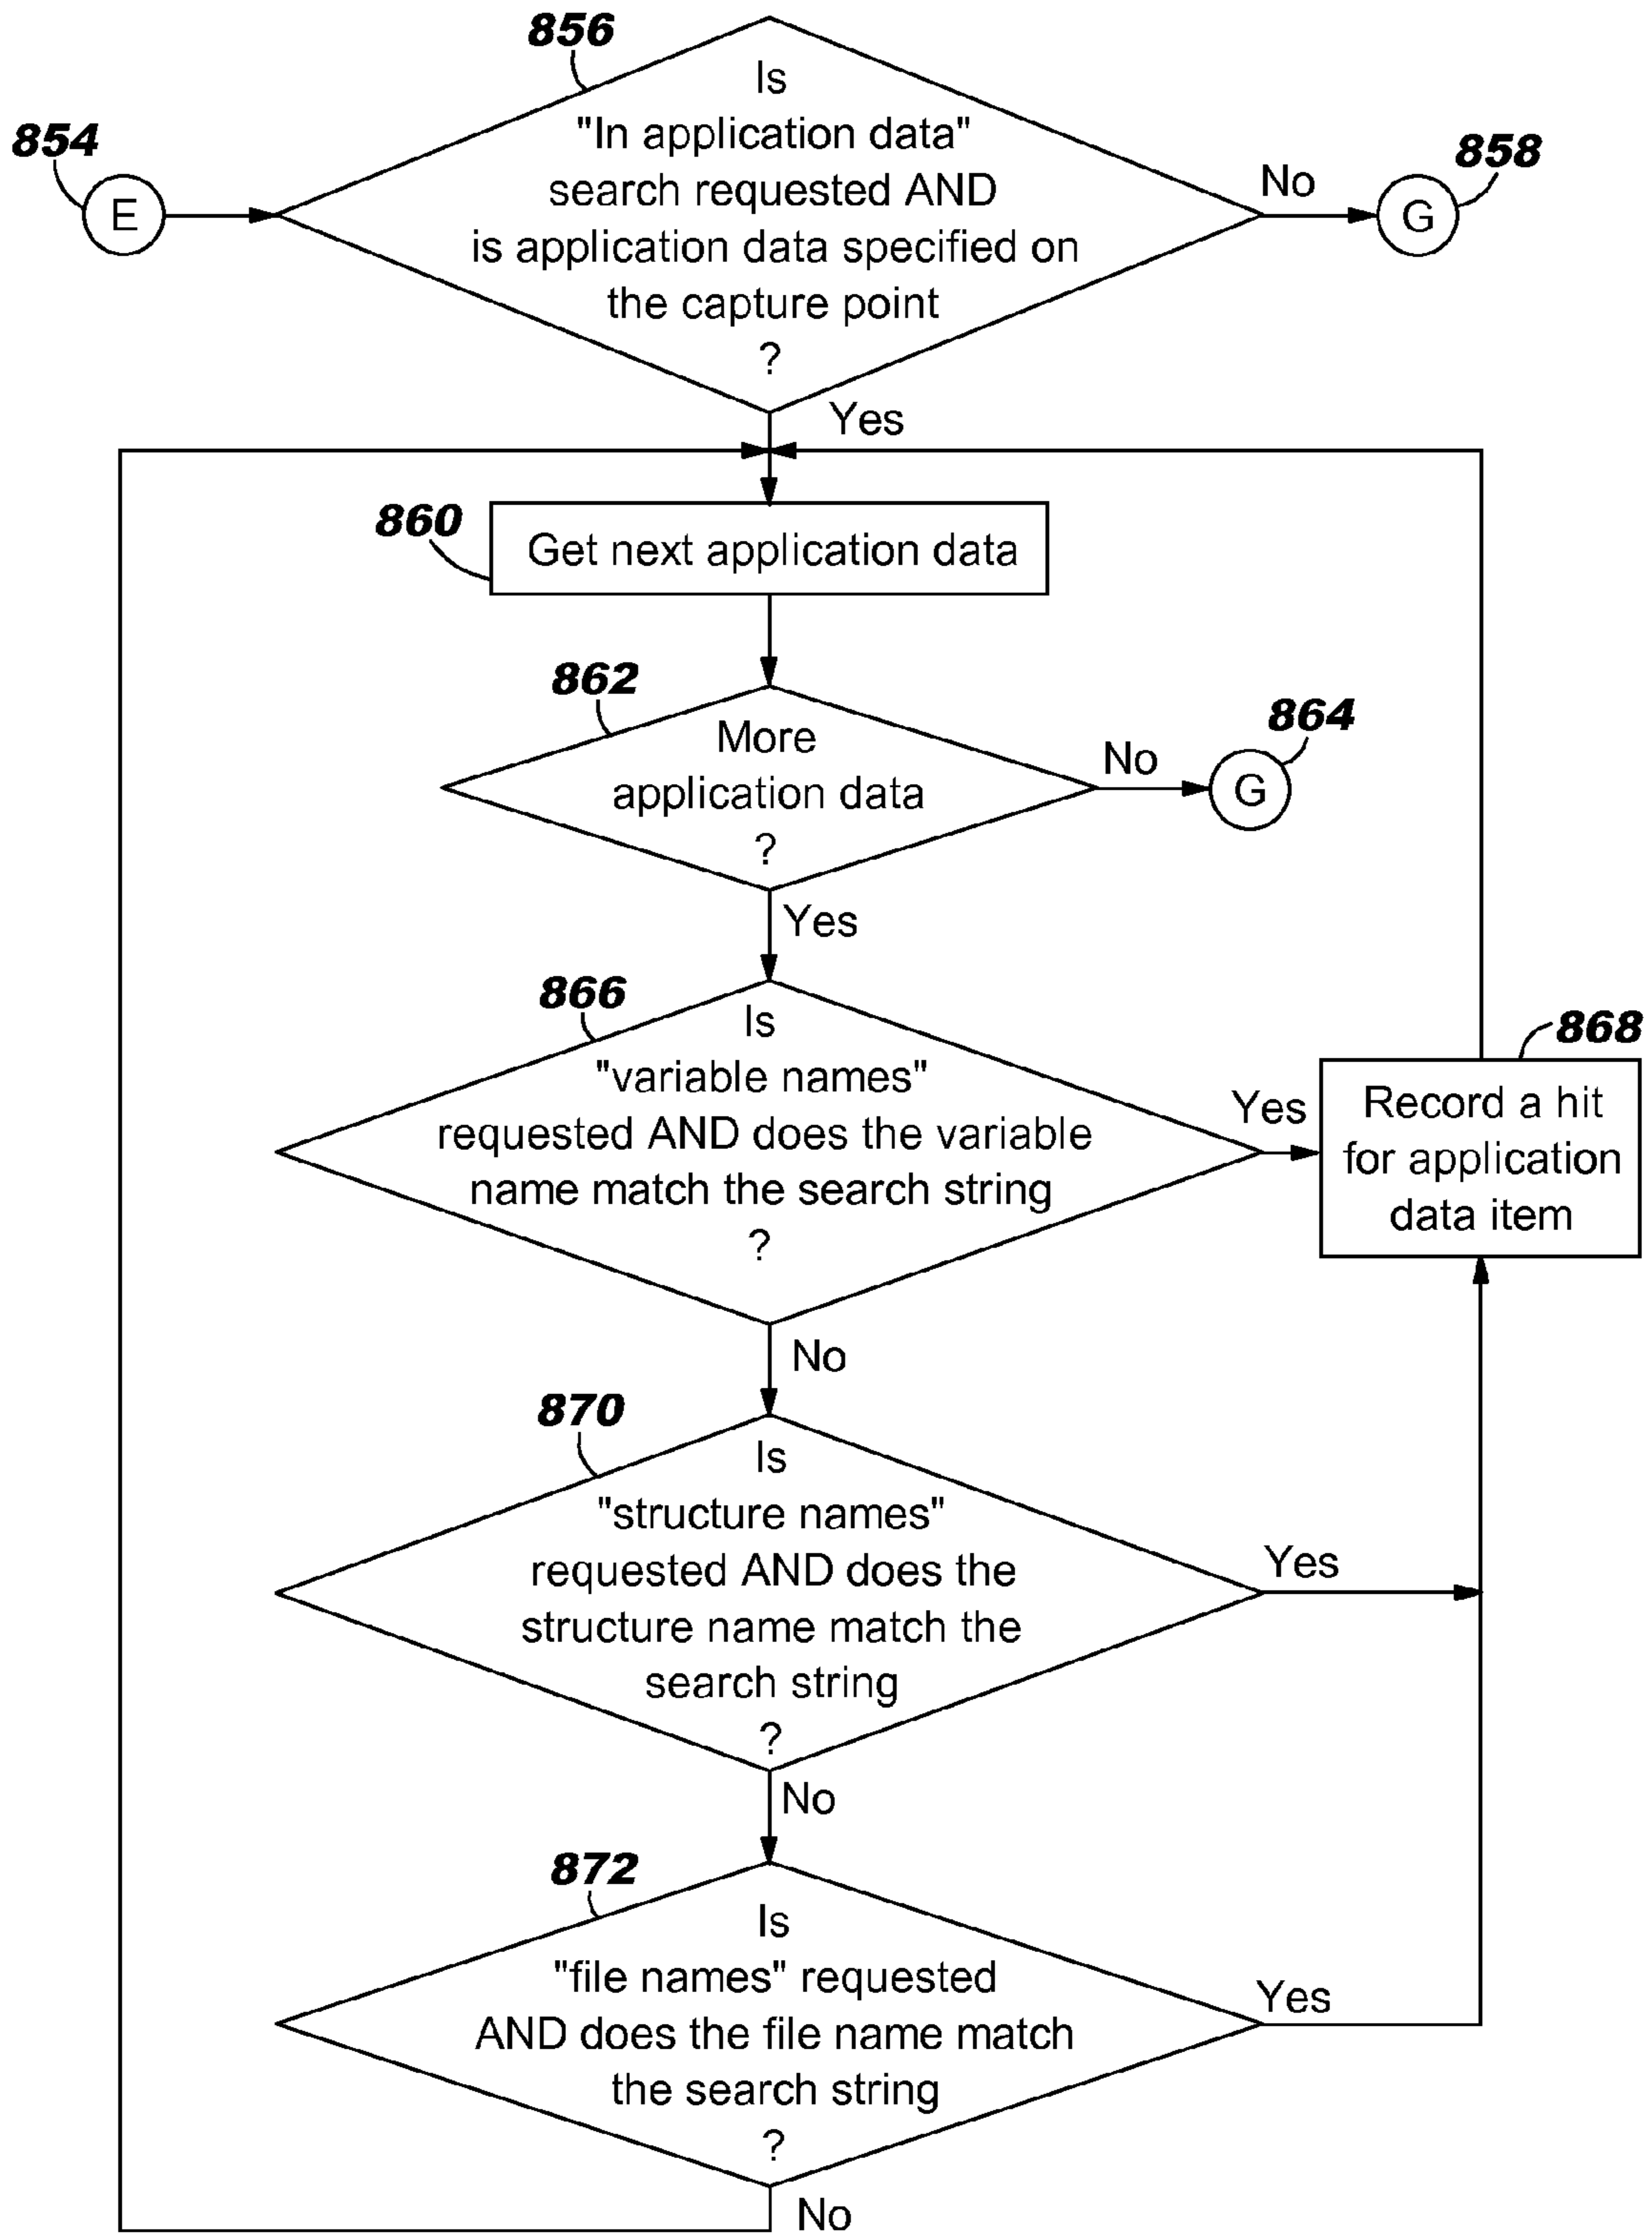 856
Is
"In application data"
search requested AND
is application data specified on
the capture point
?
854
E
No
858
G
Yes
860
Get next application data
862
More
application data
?
No
864
G
Yes
866
Is
"variable names"
requested AND does the variable
name match the search string
?
Yes
868
Record a hit
for application
data item
No
870
Is
"structure names"
requested AND does the
structure name match the
search string
?
Yes
No
872
Is
"file names" requested
AND does the file name match
the search string
?
Yes
No